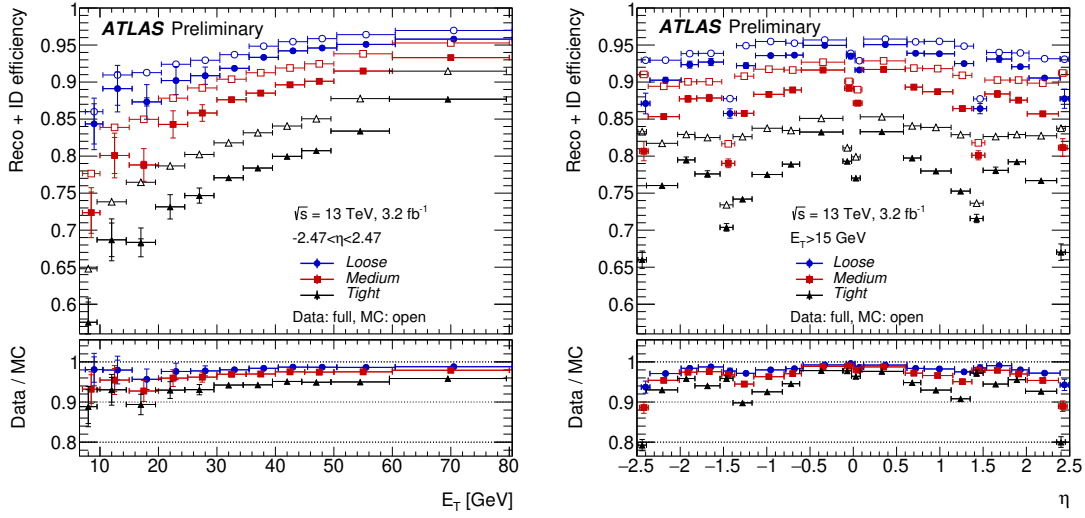 ATLAS Preliminary
Reco + ID efficiency
0.95
0.9
0.85
0.8
0.75
0.7
0.65
0.6
√s = 13 TeV, 3.2 fb⁻¹
-2.47<η<2.47
Loose
Medium
Tight
Data: full, MC: open
Data / MC
1
0.9
0.8
10 20 30 40 50 60 70 80
E_T [GeV]
ATLAS Preliminary
Reco + ID efficiency
1
0.95
0.9
0.85
0.8
0.75
0.7
0.65
0.6
√s = 13 TeV, 3.2 fb⁻¹
E_T>15 GeV
Loose
Medium
Tight
Data: full, MC: open
Data / MC
1
0.9
0.8
−2.5 −2 −1.5 −1 −0.5 0 0.5 1 1.5 2 2.5
η